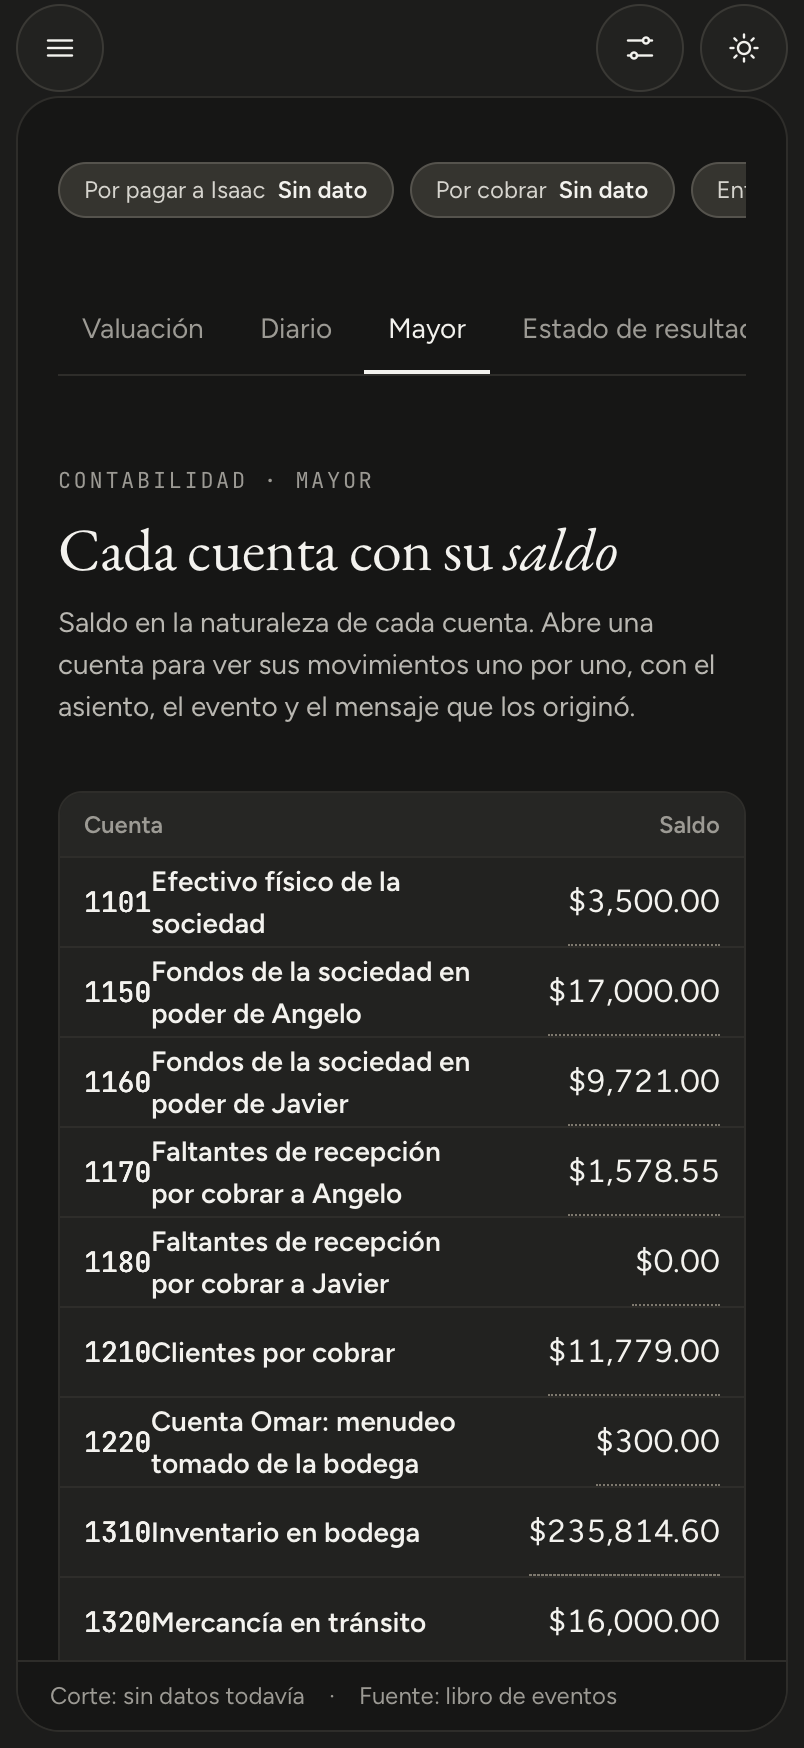 Por pagar a Isaac Sin dato Por cobrar Sin dato
Valuación Diario Mayor Estado de resultad
CONTABILIDAD · MAYOR
Cada cuenta con su saldo
Saldo en la naturaleza de cada cuenta. Abre una
cuenta para ver sus movimientos uno por uno, con el
asiento, el evento y el mensaje que los originó.
Cuenta Saldo
1101 Efectivo físico de la
sociedad $3,500.00
1150 Fondos de la sociedad en
poder de Angelo $17,000.00
1160 Fondos de la sociedad en
poder de Javier $9,721.00
1170 Faltantes de recepción
por cobrar a Angelo $1,578.55
1180 Faltantes de recepción
por cobrar a Javier $0.00
1210 Clientes por cobrar $11,779.00
1220 Cuenta Omar: menudeo
tomado de la bodega $300.00
1310 Inventario en bodega $235,814.60
1320 Mercancía en tránsito $16,000.00
Corte: sin datos todavía · Fuente: libro de eventos